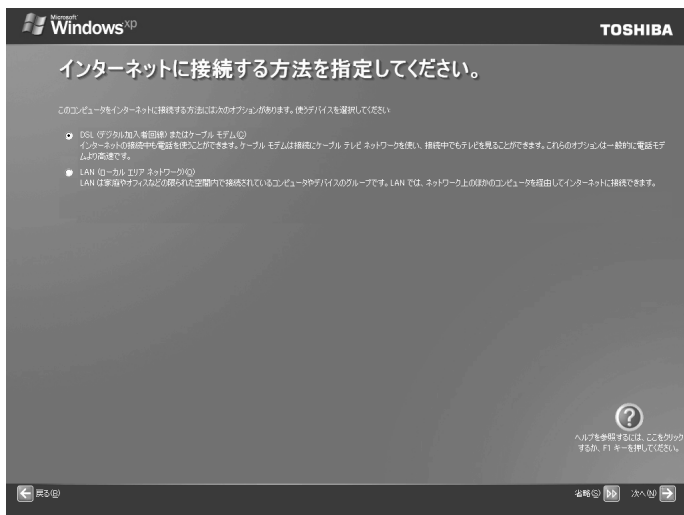 Microsoft
Windows xp
TOSHIBA
インターネットに接続する方法を指定してください。
このコンピュータをインターネットに接続する方法には次のオプションがあります。使うデバイスを選択してください
DSL (デジタル加入者回線) またはケーブル モデム(C)
インターネットの接続中も電話を使うことができます。ケーブル モデムは接続にケーブル テレビ ネットワークを使い、接続中でもテレビを見ることができます。これらのオプションは一般的に電話モデ
ムより高速です。
LAN (ローカル エリア ネットワーク)(O)
LAN は家庭やオフィスなどの限られた空間内で接続されているコンピュータやデバイスのグループです。LAN では、ネットワーク上のほかのコンピュータを経由してインターネットに接続できます。
?
ヘルプを参照するには、ここをクリック
するか、F1 キーを押してください。
戻る(B)
省略(S)
次へ(N)